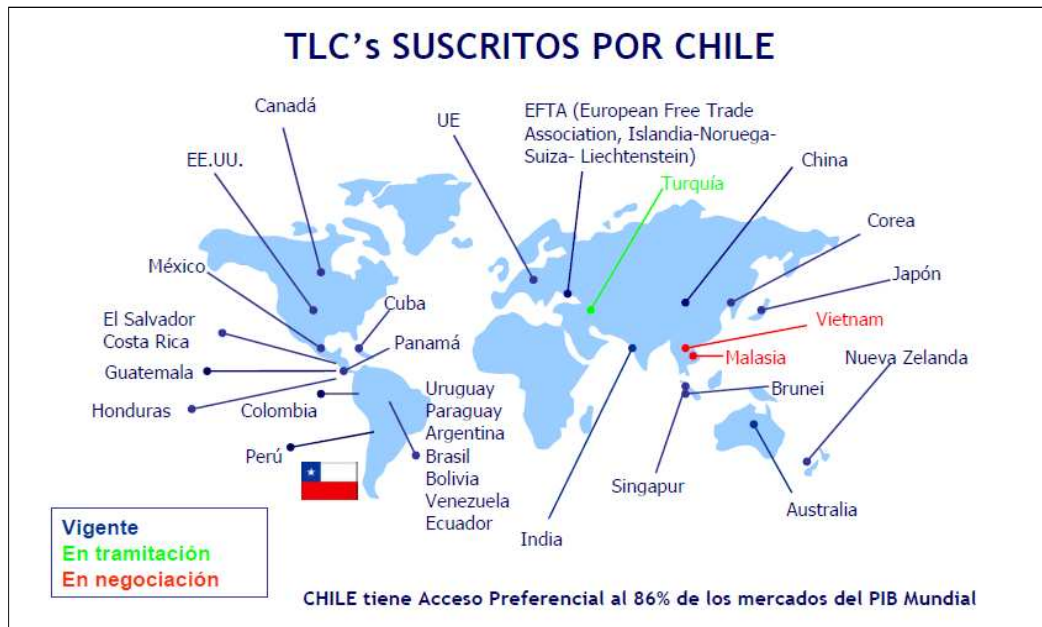 TLC's SUSCRITOS POR CHILE
Canadá
UE
EFTA (European Free Trade
Association, Islandia-Noruega-
Suiza- Liechtenstein)
EE.UU.
Turquía
China
Corea
México
Japón
Cuba
El Salvador
Costa Rica
Vietnam
Panamá
Malasia
Nueva Zelanda
Guatemala
Honduras
Colombia
Uruguay
Paraguay
Argentina
Brasil
Bolivia
Venezuela
Ecuador
Brunei
Perú
Singapur
Australia
India
Vigente
En tramitación
En negociación
CHILE tiene Acceso Preferencial al 86% de los mercados del PIB Mundial